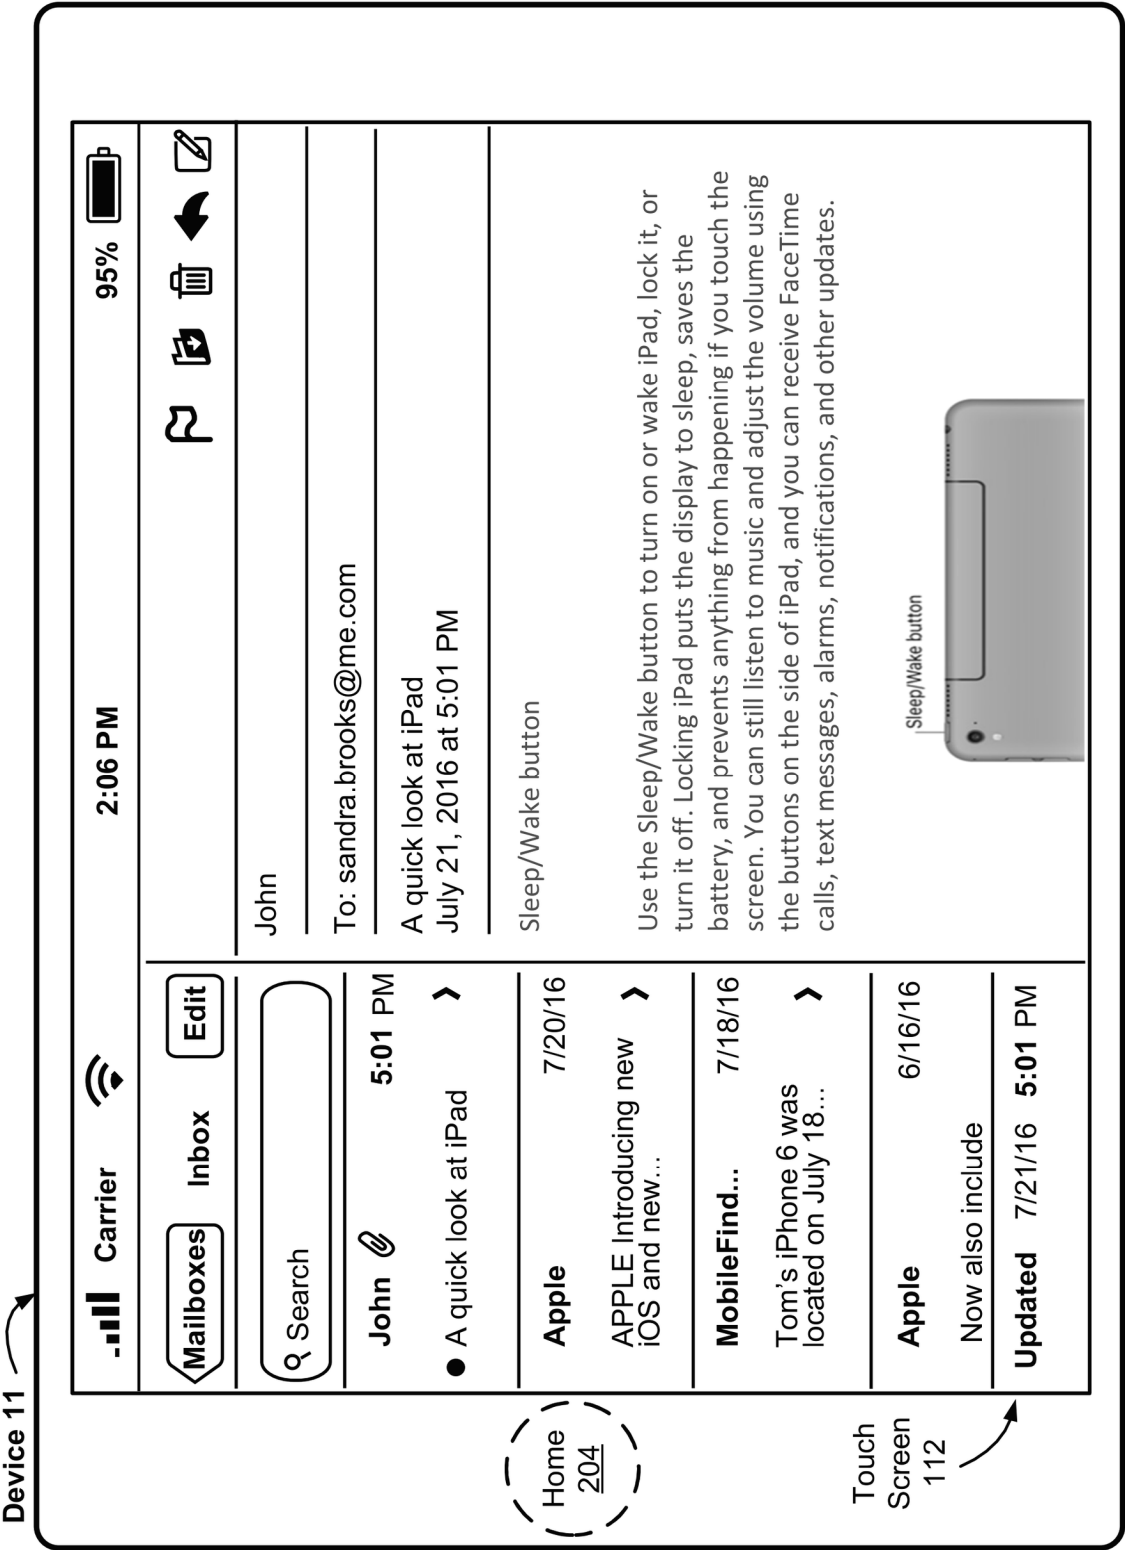 Device 11
Carrier
2:06 PM
95%
Mailboxes
Inbox
Edit
Search
John
5:01 PM
A quick look at iPad
Apple
7/20/16
APPLE Introducing new
iOS and new...
MobileFind...
7/18/16
Tom's iPhone 6 was
located on July 18...
Apple
6/16/16
Now also include
Updated 7/21/16 5:01 PM
John
To: sandra.brooks@me.com
A quick look at iPad
July 21, 2016 at 5:01 PM
Sleep/Wake button
Use the Sleep/Wake button to turn on or wake iPad, lock it, or
turn it off. Locking iPad puts the display to sleep, saves the
battery, and prevents anything from happening if you touch the
screen. You can still listen to music and adjust the volume using
the buttons on the side of iPad, and you can receive FaceTime
calls, text messages, alarms, notifications, and other updates.
Sleep/Wake button
Home
204
Touch
Screen
112